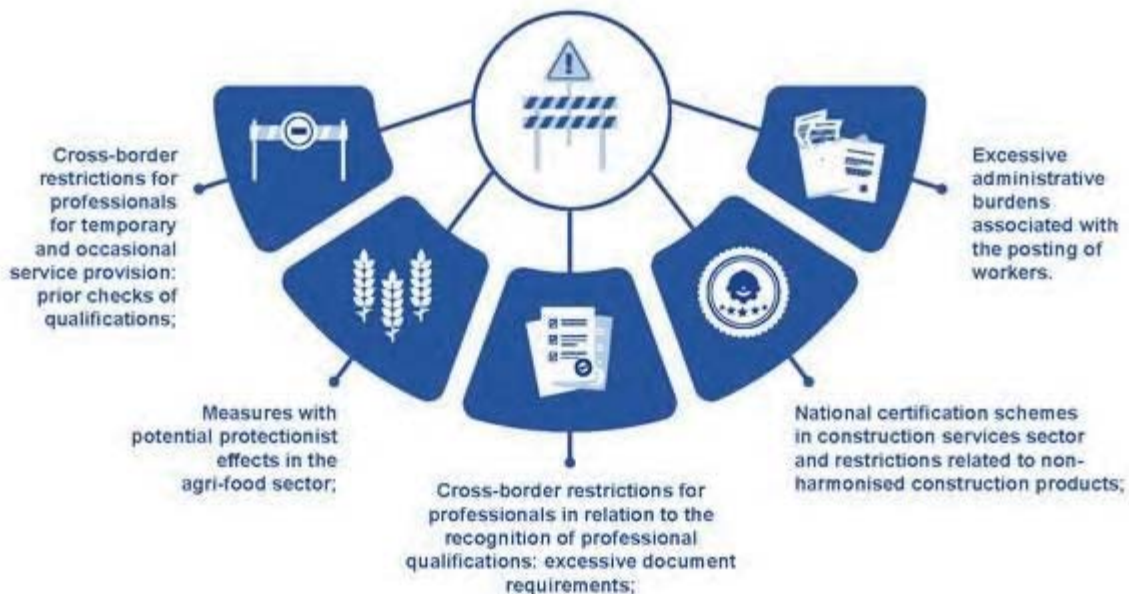 Cross-border
restrictions for
professionals
for temporary
and occasional
service provision:
prior checks of
qualifications;
Measures with
potential protectionist
effects in the
agri-food sector;
Cross-border restrictions for
professionals in relation to the
recognition of professional
qualifications: excessive document
requirements;
National certification schemes
in construction services sector
and restrictions related to non-
harmonised construction products;
Excessive
administrative
burdens
associated with
the posting of
workers.